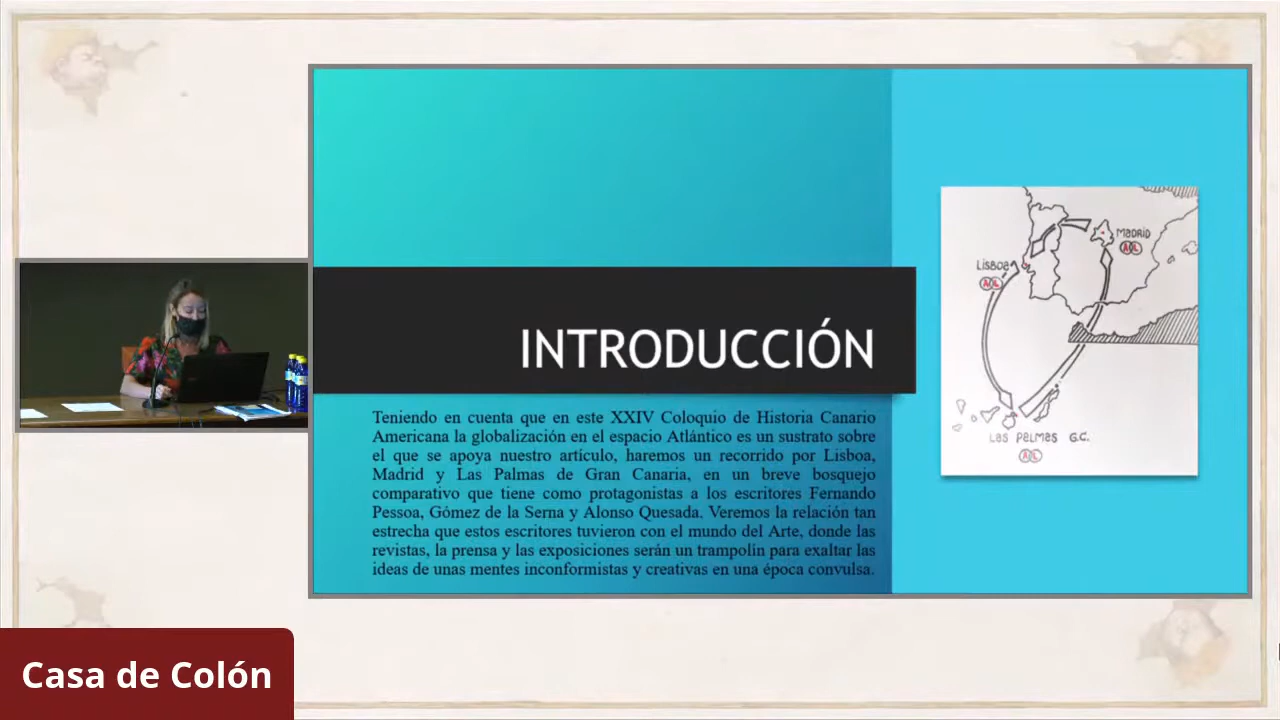 INTRODUCCIÓN
Teniendo en cuenta que en este XXIV Coloquio de Historia Canario
Americana la globalización en el espacio Atlántico es un sustrato sobre
el que se apoya nuestro artículo, haremos un recorrido por Lisboa,
Madrid y Las Palmas de Gran Canaria, en un breve bosquejo
comparativo que tiene como protagonistas a los escritores Fernando
Pessoa, Gómez de la Serna y Alonso Quesada. Veremos la relación tan
estrecha que estos escritores tuvieron con el mundo del Arte, donde las
revistas, la prensa y las exposiciones serán un trampolín para exaltar las
ideas de unas mentes inconformistas y creativas en una época convulsa.
MADRID
A L
LISBOA
A L
LAS PALMAS G.C.
A L
Casa de Colón